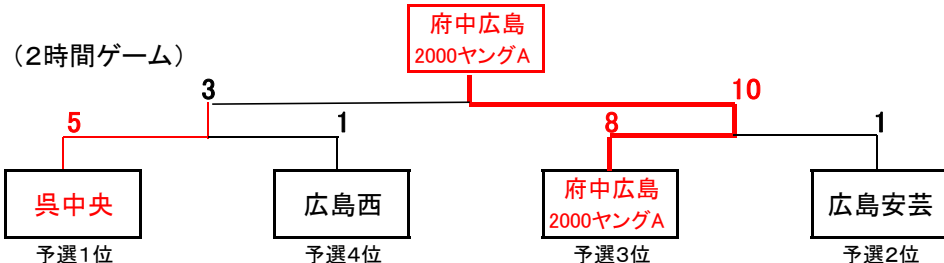 府中広島
2000ヤングA
（2時間ゲーム）
3
10
5
1
8
1
呉中央
広島西
府中広島
2000ヤングA
広島安芸
予選1位
予選4位
予選3位
予選2位